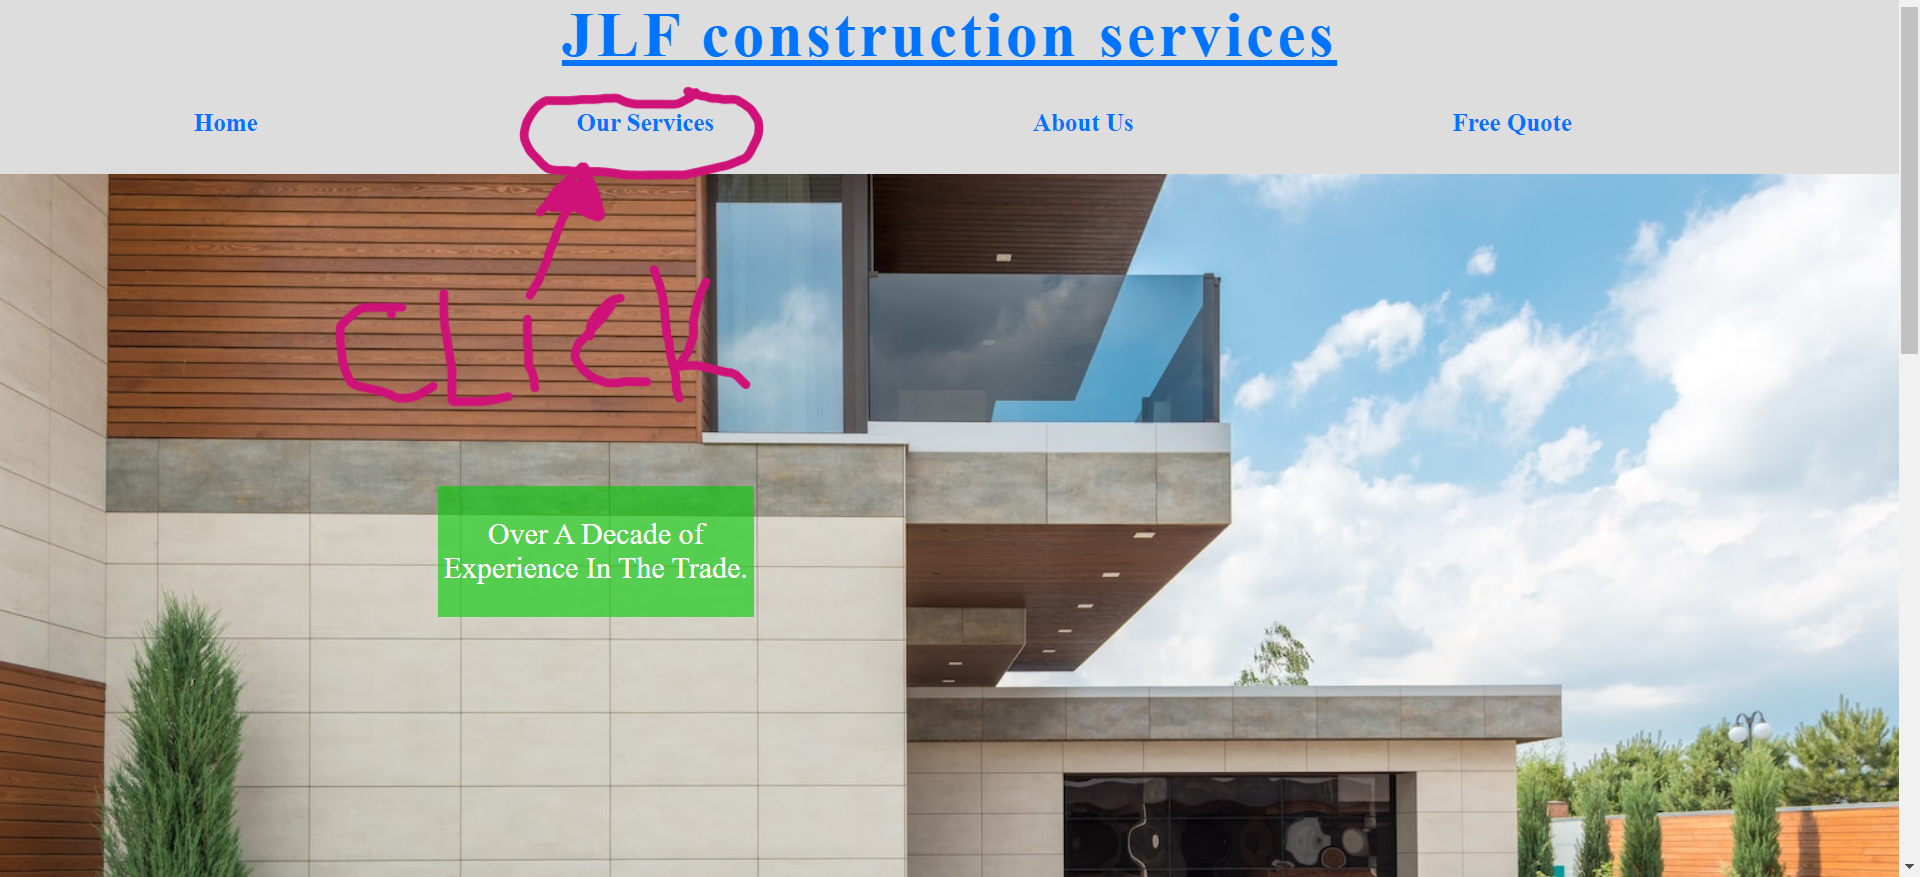 JLF construction services
Home Our Services About Us Free Quote
CLICK
Over A Decade of
Experience In The Trade.